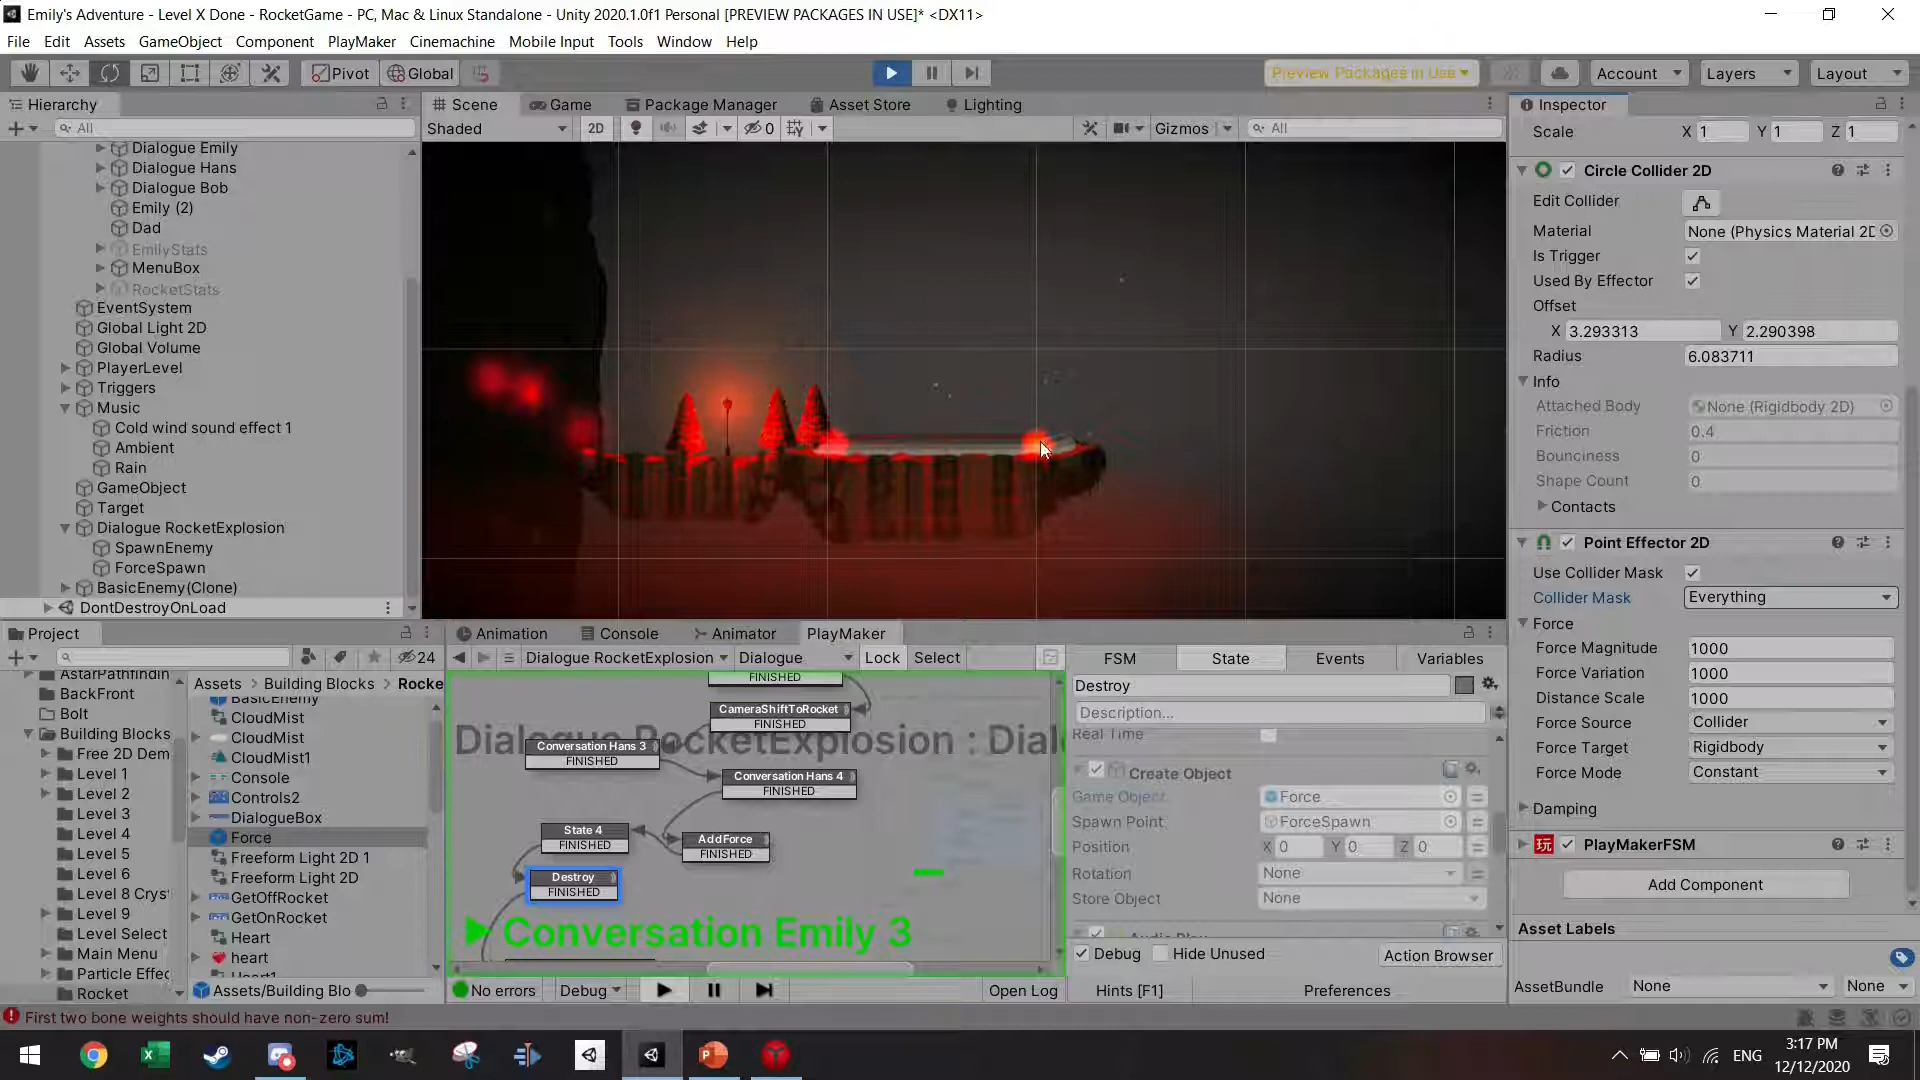 Emily's Adventure - Level X Done - RocketGame - PC, Mac & Linux Standalone - Unity 2020.1.0f1 Personal [PREVIEW PACKAGES IN USE]* <DX11>
File Edit Assets GameObject Component PlayMaker Cinemachine Mobile Input Tools Window Help
Pivot Global Preview Packages in Use Account Layers Layout
Hierarchy
All
Dialogue Emily
Dialogue Hans
Dialogue Bob
Emily (2)
Dad
EmilyStats
MenuBox
RocketStats
EventSystem
Global Light 2D
Global Volume
PlayerLevel
Triggers
Music
Cold wind sound effect 1
Ambient
Rain
GameObject
Target
Dialogue RocketExplosion
SpawnEnemy
ForceSpawn
BasicEnemy(Clone)
DontDestroyOnLoad
Scene Game Package Manager Asset Store Lighting
Shaded 2D 0 Gizmos All
Inspector
Scale X 1 Y 1 Z 1
Circle Collider 2D
Edit Collider
Material None (Physics Material 2D
Is Trigger
Used By Effector
Offset
X 3.293313 Y 2.290398
Radius 6.083711
Info
Attached Body None (Rigidbody 2D)
Friction 0.4
Bounciness 0
Shape Count 0
Contacts
Point Effector 2D
Use Collider Mask
Collider Mask Everything
Force
Force Magnitude 1000
Force Variation 1000
Distance Scale 1000
Force Source Collider
Force Target Rigidbody
Force Mode Constant
Damping
PlayMakerFSM
Add Component
Asset Labels
AssetBundle None None
Project
24
AstarPathfindin
BackFront
Bolt
Building Blocks
Free 2D Dem
Level 1
Level 2
Level 3
Level 4
Level 5
Level 6
Level 8 Crys
Level 9
Level Select
Main Menu
Particle Effec
Rocket
Assets > Building Blocks > Rocke
BasicEnemy
CloudMist
CloudMist
CloudMist1
Console
Controls2
DialogueBox
Force
Freeform Light 2D 1
Freeform Light 2D
GetOffRocket
GetOnRocket
Heart
heart
Heart1
Assets/Building Blo
Animation Console Animator PlayMaker
Dialogue RocketExplosion Dialogue Lock Select
FINISHED
CameraShiftToRocket
FINISHED
Dialogue RocketExplosion : Dial
Conversation Hans 3
FINISHED
Conversation Hans 4
FINISHED
State 4
FINISHED
AddForce
FINISHED
Destroy
FINISHED
Conversation Emily 3
No errors Debug Open Log
FSM State Events Variables
Destroy
Description...
Real Time
Create Object
Game Object Force
Spawn Point ForceSpawn
Position X 0 Y 0 Z 0
Rotation None
Store Object None
Audio Play
Debug Hide Unused Action Browser
Hints [F1] Preferences
First two bone weights should have non-zero sum!
ENG
3:17 PM
12/12/2020